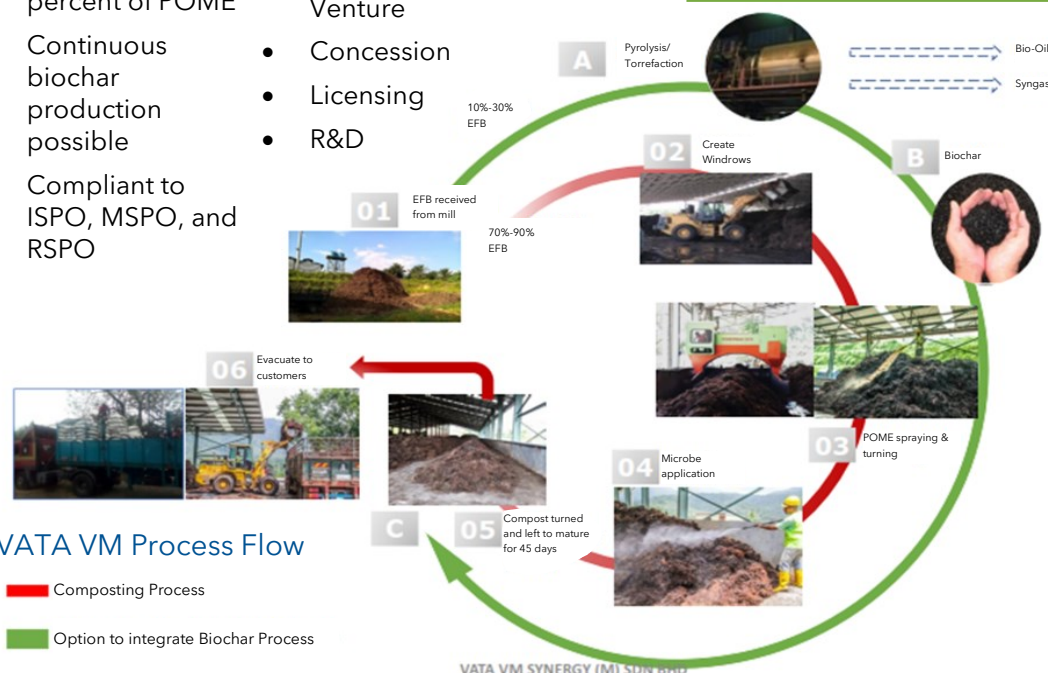 percent of POME
Continuous
biochar
production
possible
Compliant to
ISPO, MSPO, and
RSPO
Venture
• Concession
• Licensing
• R&D
A
Pyrolysis/
Torrefaction
Bio-Oil
Syngas
10%-30%
EFB
02
Create
Windrows
B
Biochar
01
EFB received
from mill
70%-90%
EFB
06
Evacuate to
customers
03
POME spraying &
turning
04
Microbe
application
C
05
Compost turned
and left to mature
for 45 days
VATA VM Process Flow
Composting Process
Option to integrate Biochar Process
VATA VM SYNERGY (M) SDN BHD